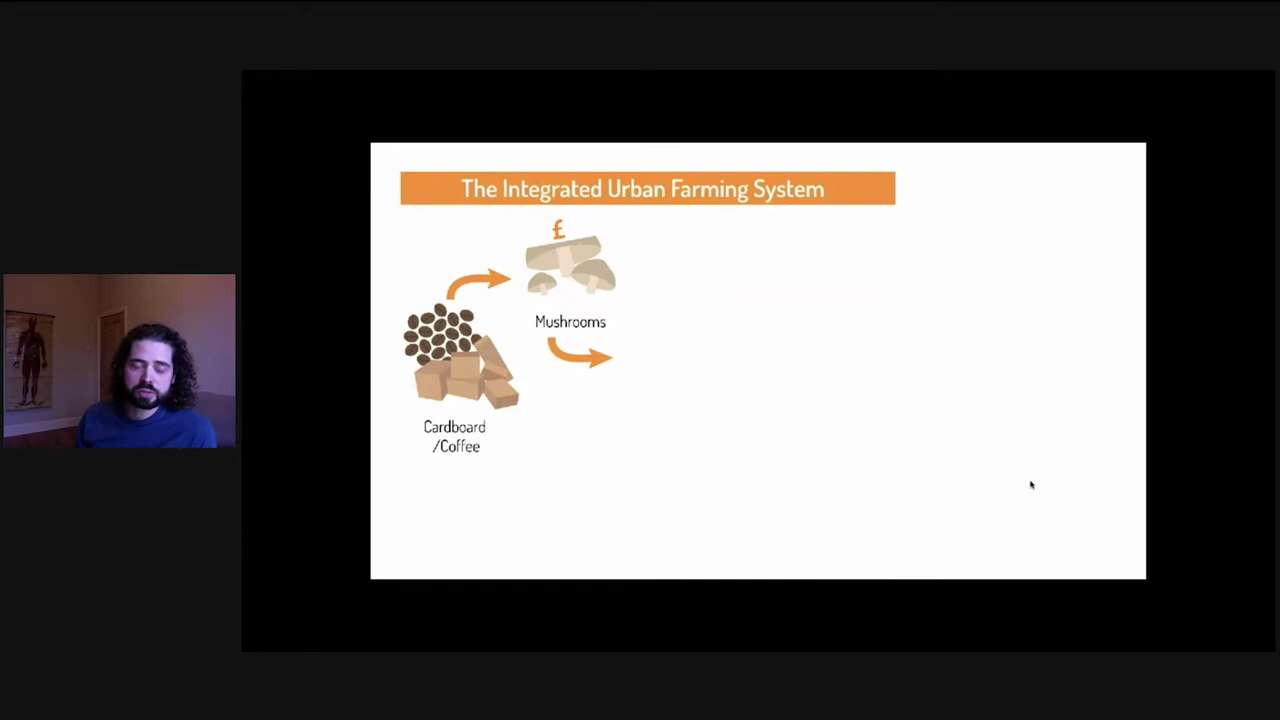 The Integrated Urban Farming System
£
Mushrooms
Cardboard
/Coffee